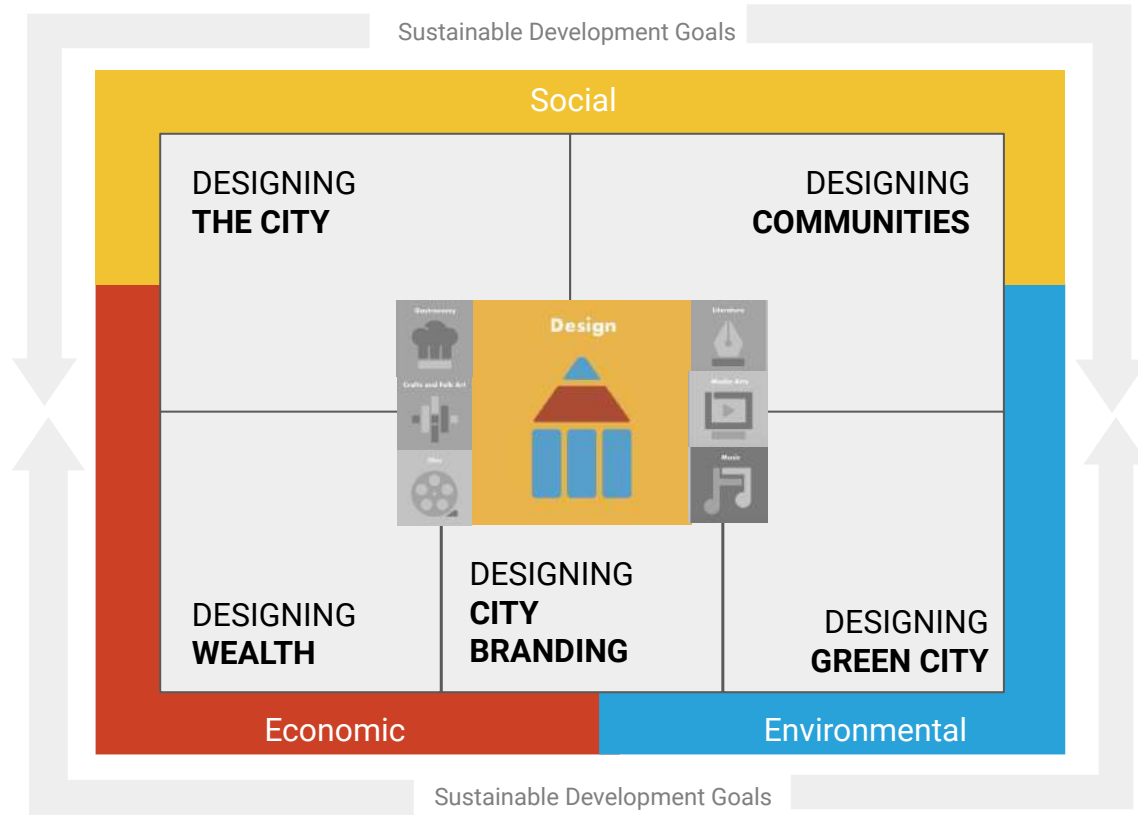 Sustainable Development Goals
Social
DESIGNING
THE CITY
DESIGNING
COMMUNITIES
Gastronomy
Design
Literature
Crafts and Folk Art
Media Arts
Film
Music
DESIGNING
WEALTH
DESIGNING
CITY
BRANDING
DESIGNING
GREEN CITY
Economic
Environmental
Sustainable Development Goals